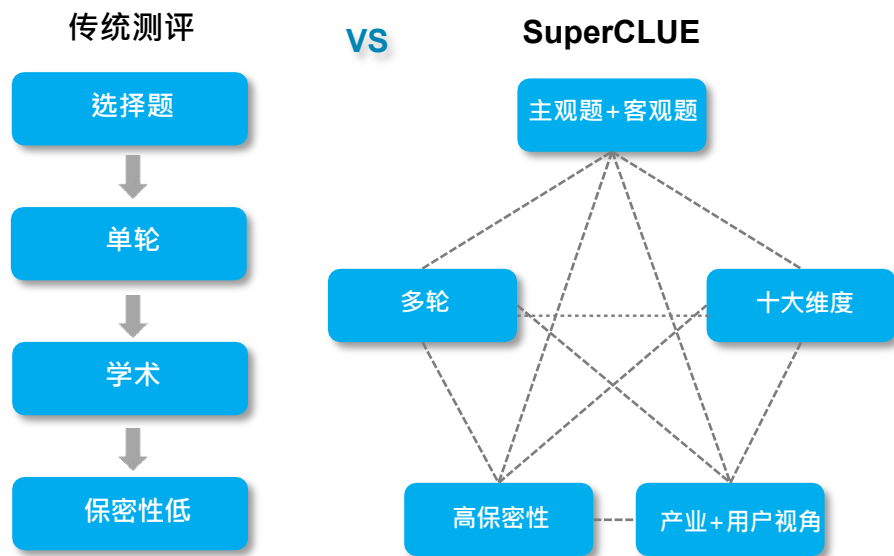 传统测评
VS
SuperCLUE
选择题
单轮
学术
保密性低
主观题+客观题
多轮
十大维度
高保密性
产业+用户视角